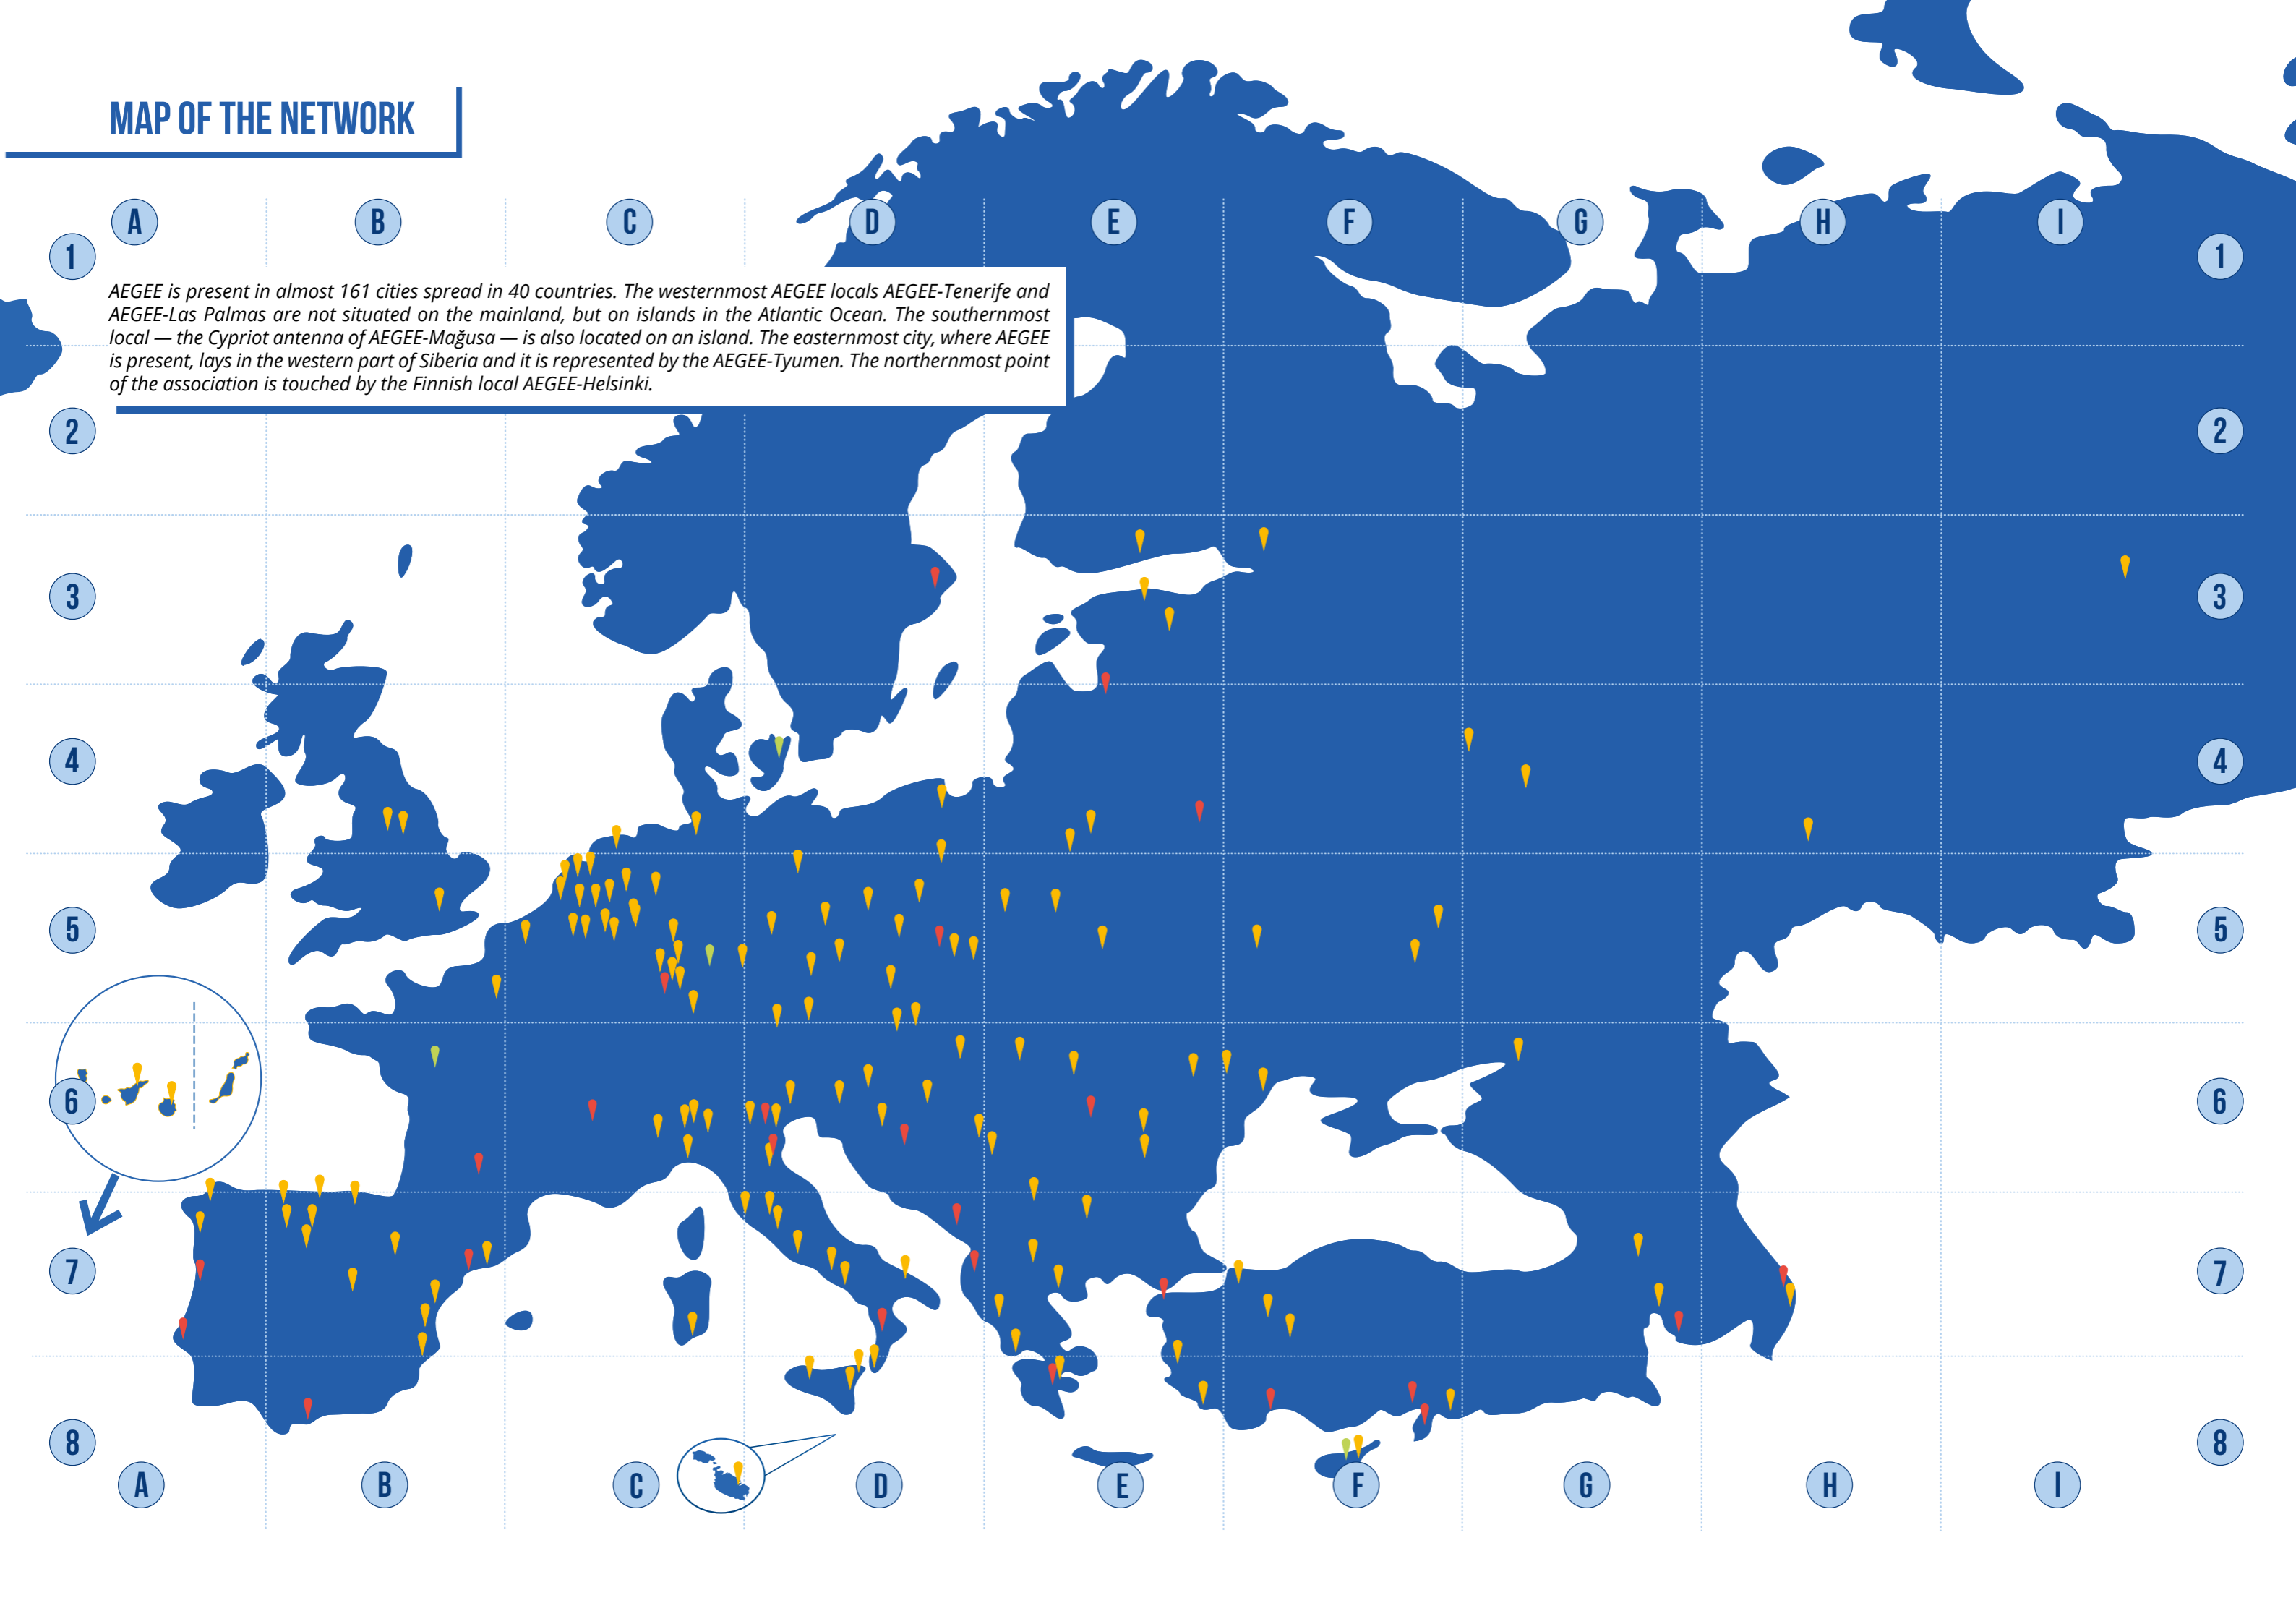 MAP OF THE NETWORK
A B C D E F G H I
1 1
AEGEE is present in almost 161 cities spread in 40 countries. The westernmost AEGEE locals AEGEE-Tenerife and
AEGEE-Las Palmas are not situated on the mainland, but on islands in the Atlantic Ocean. The southernmost
local — the Cypriot antenna of AEGEE-Mağusa — is also located on an island. The easternmost city, where AEGEE
is present, lays in the western part of Siberia and it is represented by the AEGEE-Tyumen. The northernmost point
of the association is touched by the Finnish local AEGEE-Helsinki.
2 2
3 3
4 4
5 5
6 6
7 7
8 8
A B C D E F G H I